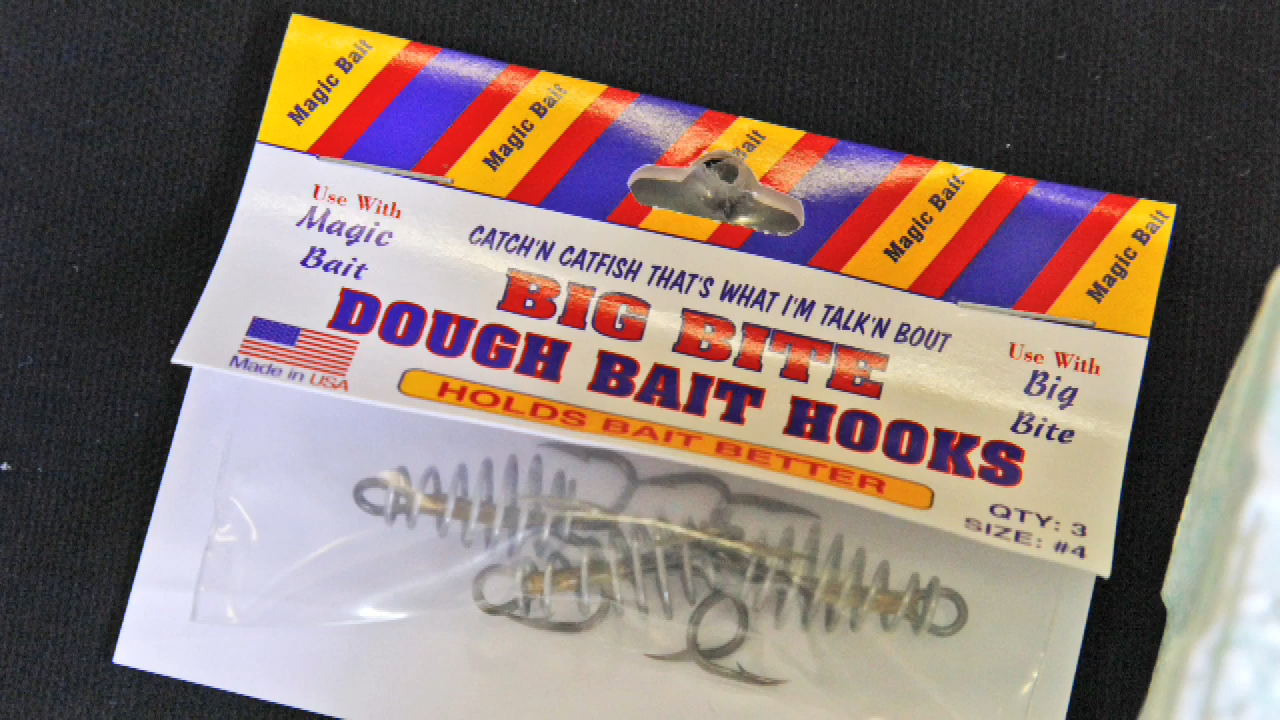 Magic Bait
Magic Bait
Bait
Magic Bait
Magic Bait
Use With
Magic
Bait
CATCH'N CATFISH THAT'S WHAT I'M TALK'N BOUT
BIG BITE
DOUGH BAIT HOOKS
HOLDS BAIT BETTER
Made in USA
Use With
Big
Bite
QTY: 3
SIZE: #4